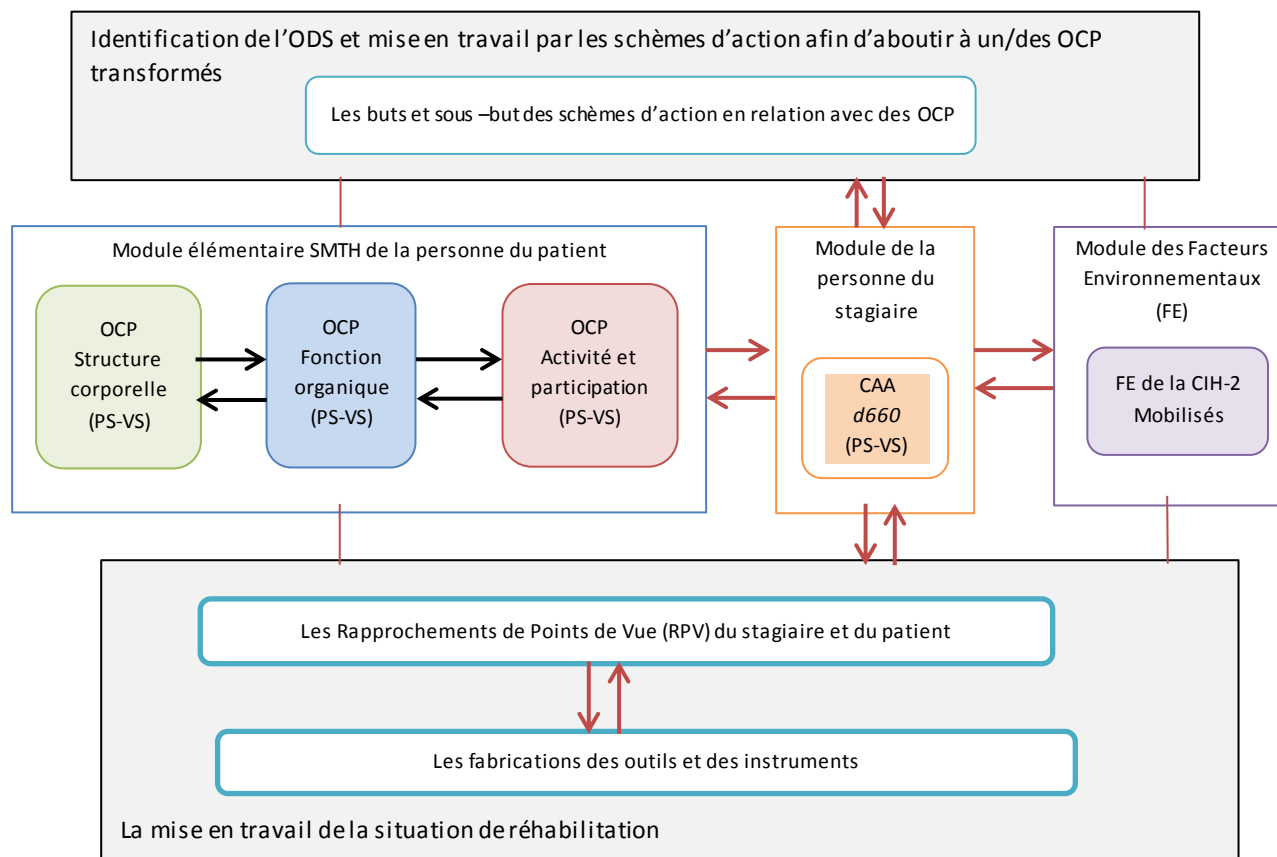 Identification de l'ODS et mise en travail par les schèmes d'action afin d'aboutir à un/des OCP
transformés
Les buts et sous –but des schèmes d'action en relation avec des OCP
Module élémentaire SMTH de la personne du patient
OCP
Structure
corporelle
(PS-VS)
OCP
Fonction
organique
(PS-VS)
OCP
Activité et
participation
(PS-VS)
Module de la
personne du
stagiaire
CAA
d660
(PS-VS)
Module des Facteurs
Environnementaux
(FE)
FE de la CIH-2
Mobilisés
Les Rapprochements de Points de Vue (RPV) du stagiaire et du patient
Les fabrications des outils et des instruments
La mise en travail de la situation de réhabilitation